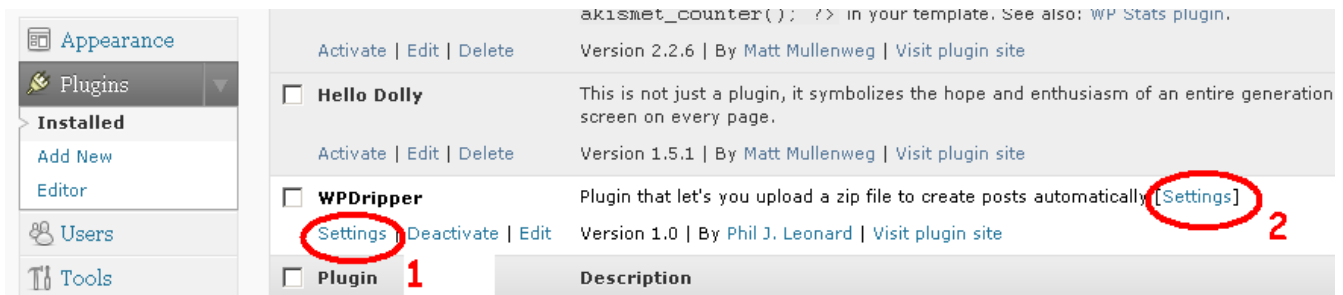 akismet_counter(); ?> in your template. See also: WP Stats plugin.
Appearance
Activate | Edit | Delete Version 2.2.6 | By Matt Mullenweg | Visit plugin site
Plugins
Hello Dolly This is not just a plugin, it symbolizes the hope and enthusiasm of an entire generation
Installed screen on every page.
Add New Activate | Edit | Delete Version 1.5.1 | By Matt Mullenweg | Visit plugin site
Editor WPDripper Plugin that let's you upload a zip file to create posts automatically [Settings]
Users Settings | Deactivate | Edit Version 1.0 | By Phil J. Leonard | Visit plugin site 2
Tools Plugin 1 Description